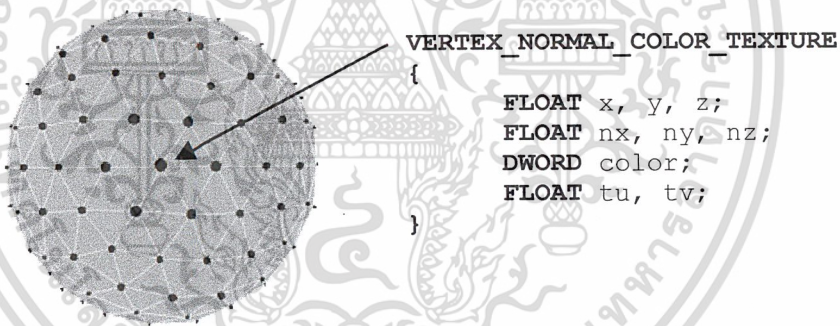 VERTEX_NORMAL_COLOR_TEXTURE
{
FLOAT x, y, z;
FLOAT nx, ny, nz;
DWORD color;
FLOAT tu, tv;
}